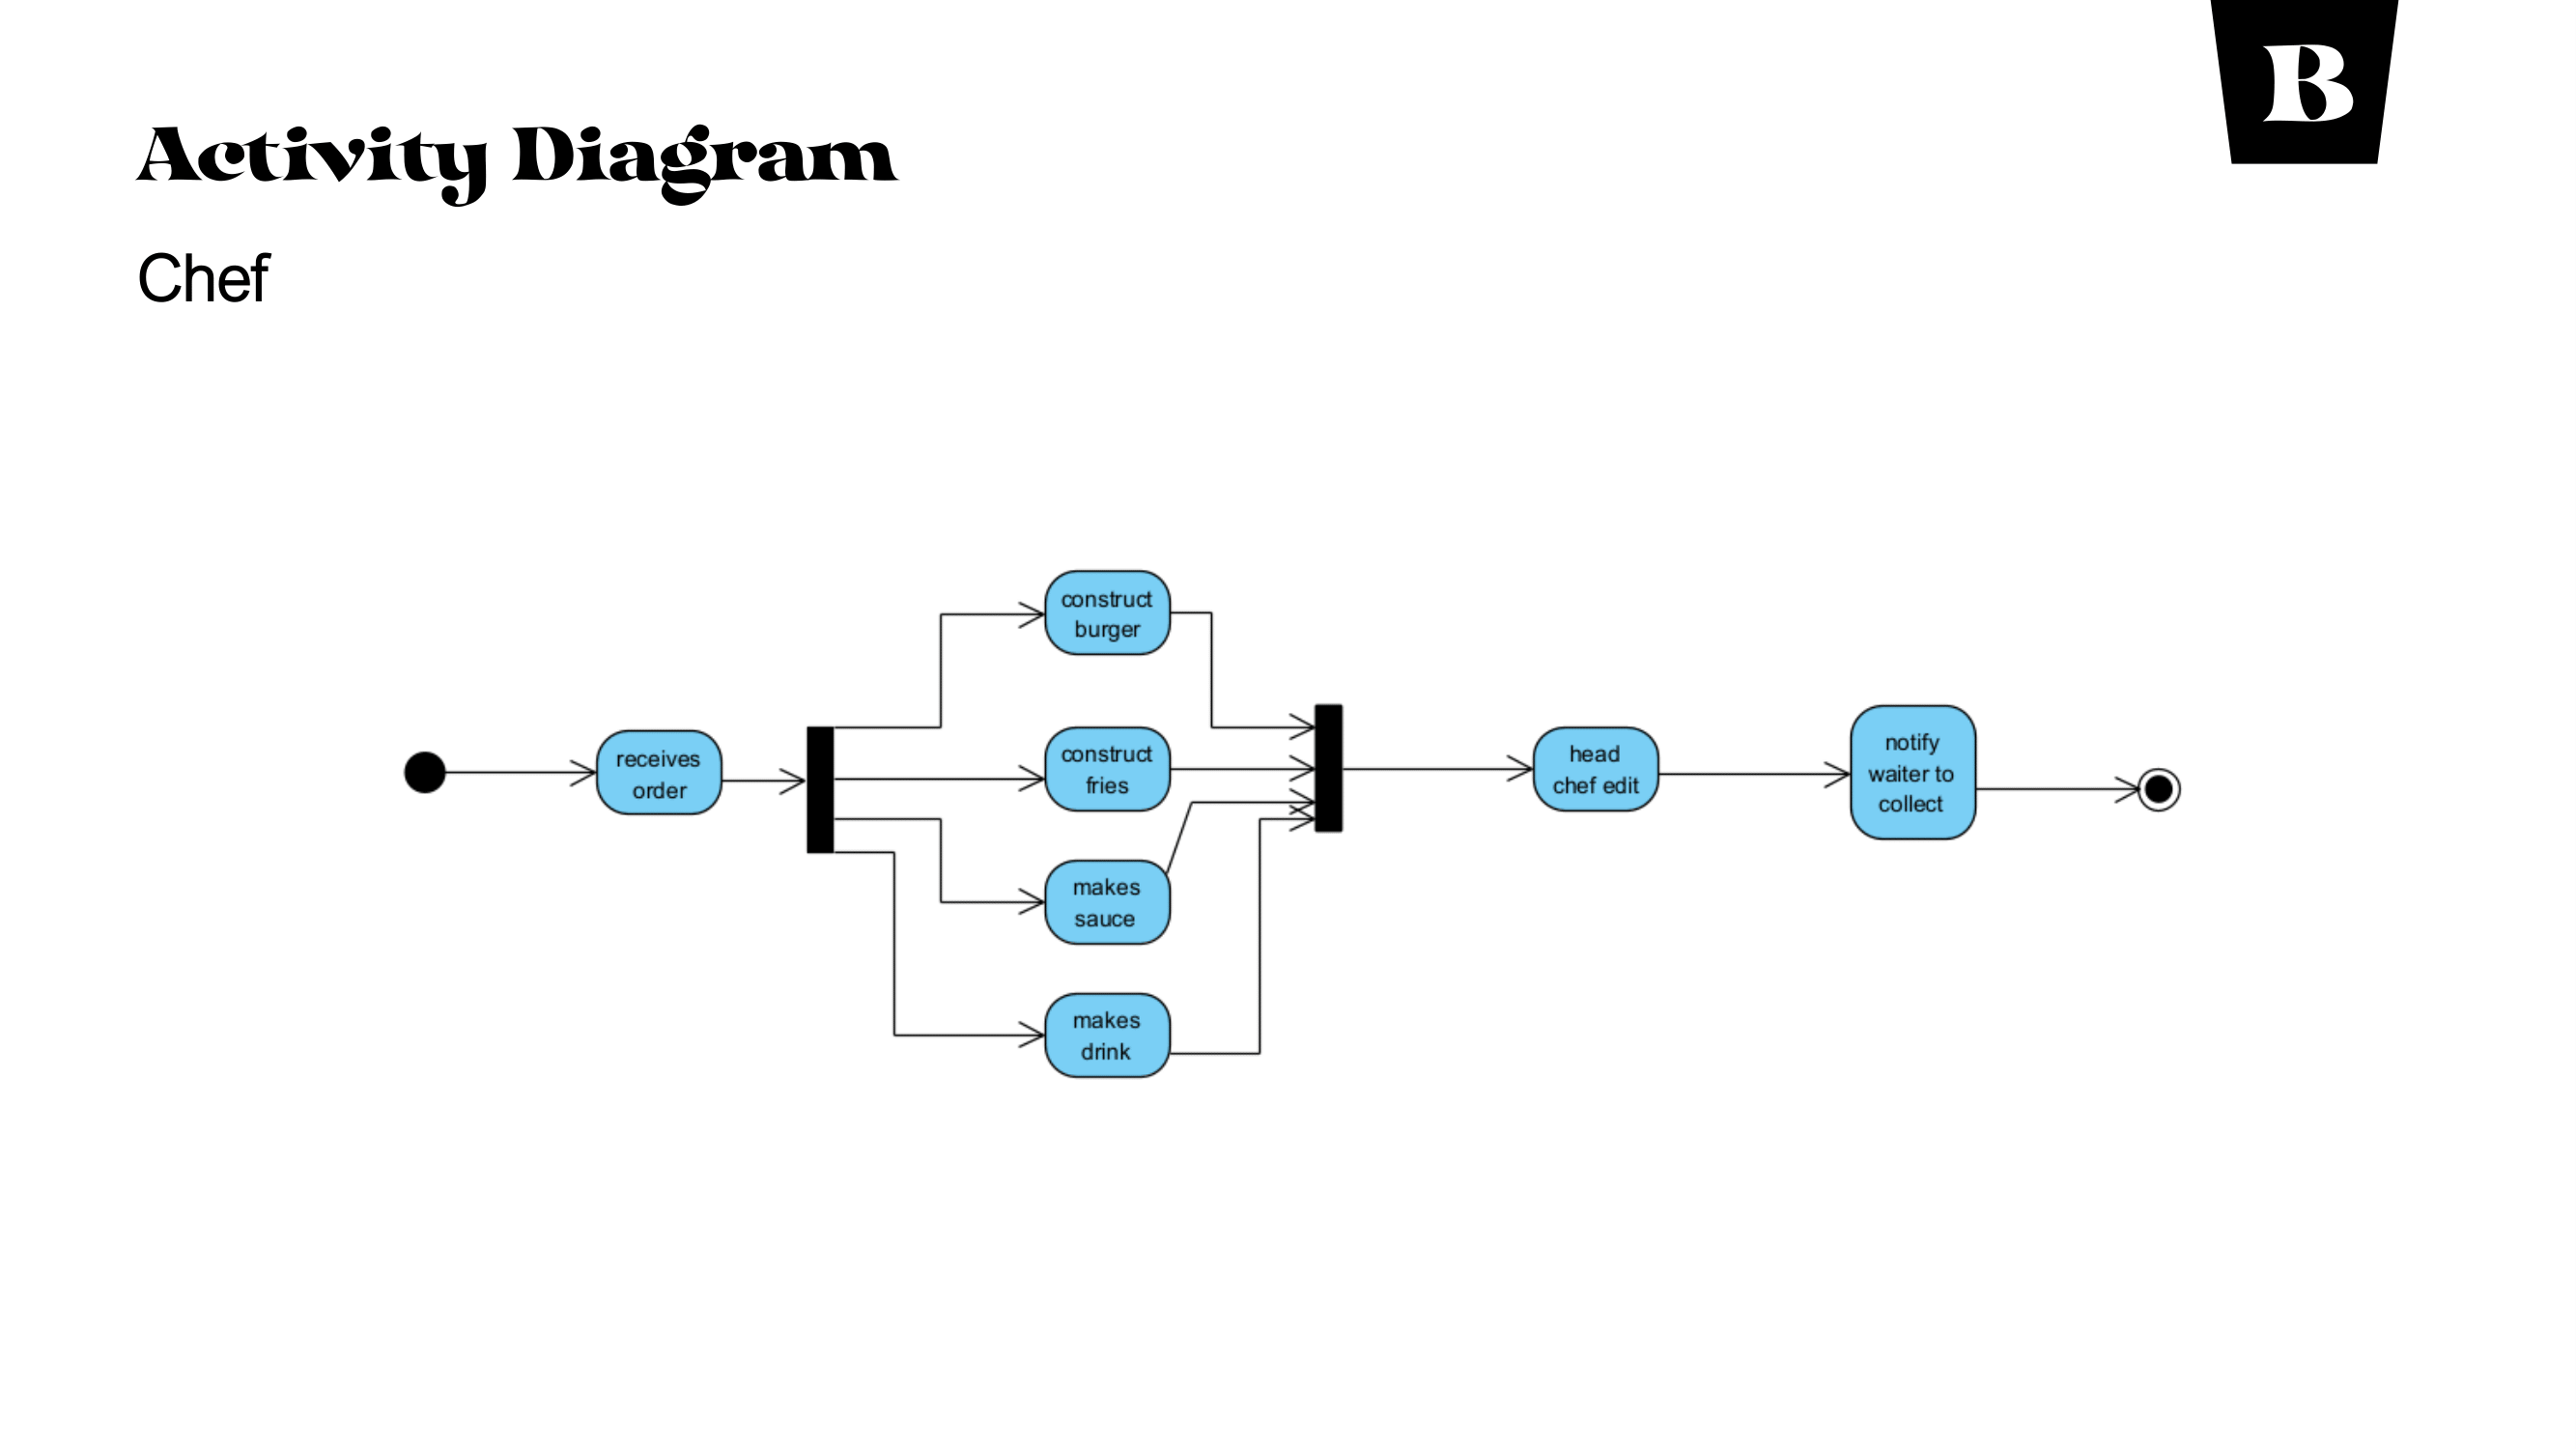 B
Activity Diagram
Chef
receives
order
construct
burger
construct
fries
makes
sauce
makes
drink
head
chef edit
notify
waiter to
collect